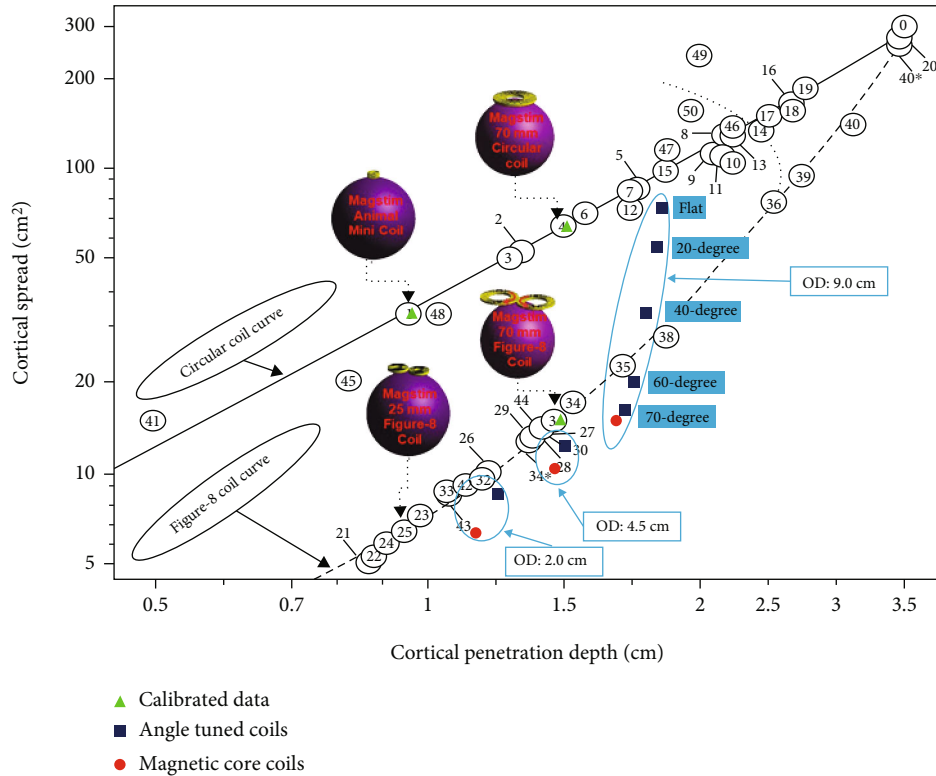 300
200
100
50
20
10
5
Cortical spread (cm²)
0.5
0.7
1
1.5
2
2.5
3
3.5
Cortical penetration depth (cm)
0
20
40*
49
16
19
18
17
14
50
8
46
13
10
11
9
47
15
5
7
12
6
4
2
3
48
40
39
36
Magstim
70 mm
Circular
coil
Magstim
Animal
Mini Coil
Magstim
70 mm
Figure-8
Coil
Magstim
25 mm
Figure-8
Coil
Flat
20-degree
40-degree
60-degree
70-degree
OD: 9.0 cm
OD: 4.5 cm
OD: 2.0 cm
Circular coil curve
Figure-8 coil curve
45
41
38
35
34
44
29
27
30
28
34*
26
32
42
33
43
23
25
24
22
21
Calibrated data
Angle tuned coils
Magnetic core coils